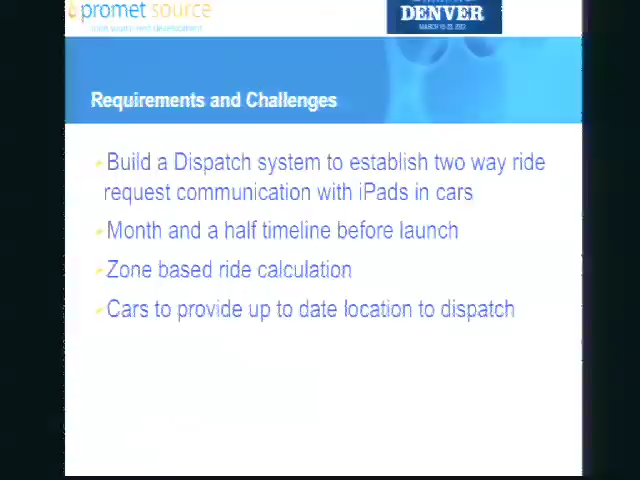 promet source
DENVER
Requirements and Challenges
Build a Dispatch system to establish two way ride
request communication with iPads in cars
Month and a half timeline before launch
Zone based ride calculation
Cars to provide up to date location to dispatch